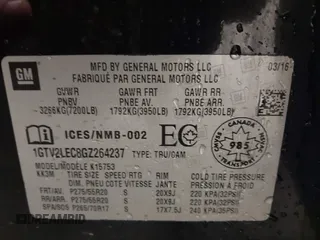 GM
MFD BY GENERAL MOTORS LLC
FABRIQUÉ PAR GENERAL MOTORS LLC
03/16
GVWR GAWR FRT GAWR RR
PNBV PNBE AV. PNBE ARR.
3266KG(7200LB) 1792KG(3950LB) 1792KG(3950LB)
ICES/NMB-002
EC
CANADA
985
1GTV2LEC8GZ264237 TYPE: TRU/CAM
MODEL/MODÈLE: K15753
TIRE SIZE SPEED RTG RIM COLD TIRE PRESSURE
DIM. PNEU COTE VITESSE JANTE PRESSION À FROID
FRT/AV P275/55R20 20X9J 220 KPA(32PSI)
RR/ARR P275/55R20 20X9J 220 KPA(32PSI)
SPA/SOS P265/70R17 17X7.5J 240 KPA(35PSI)